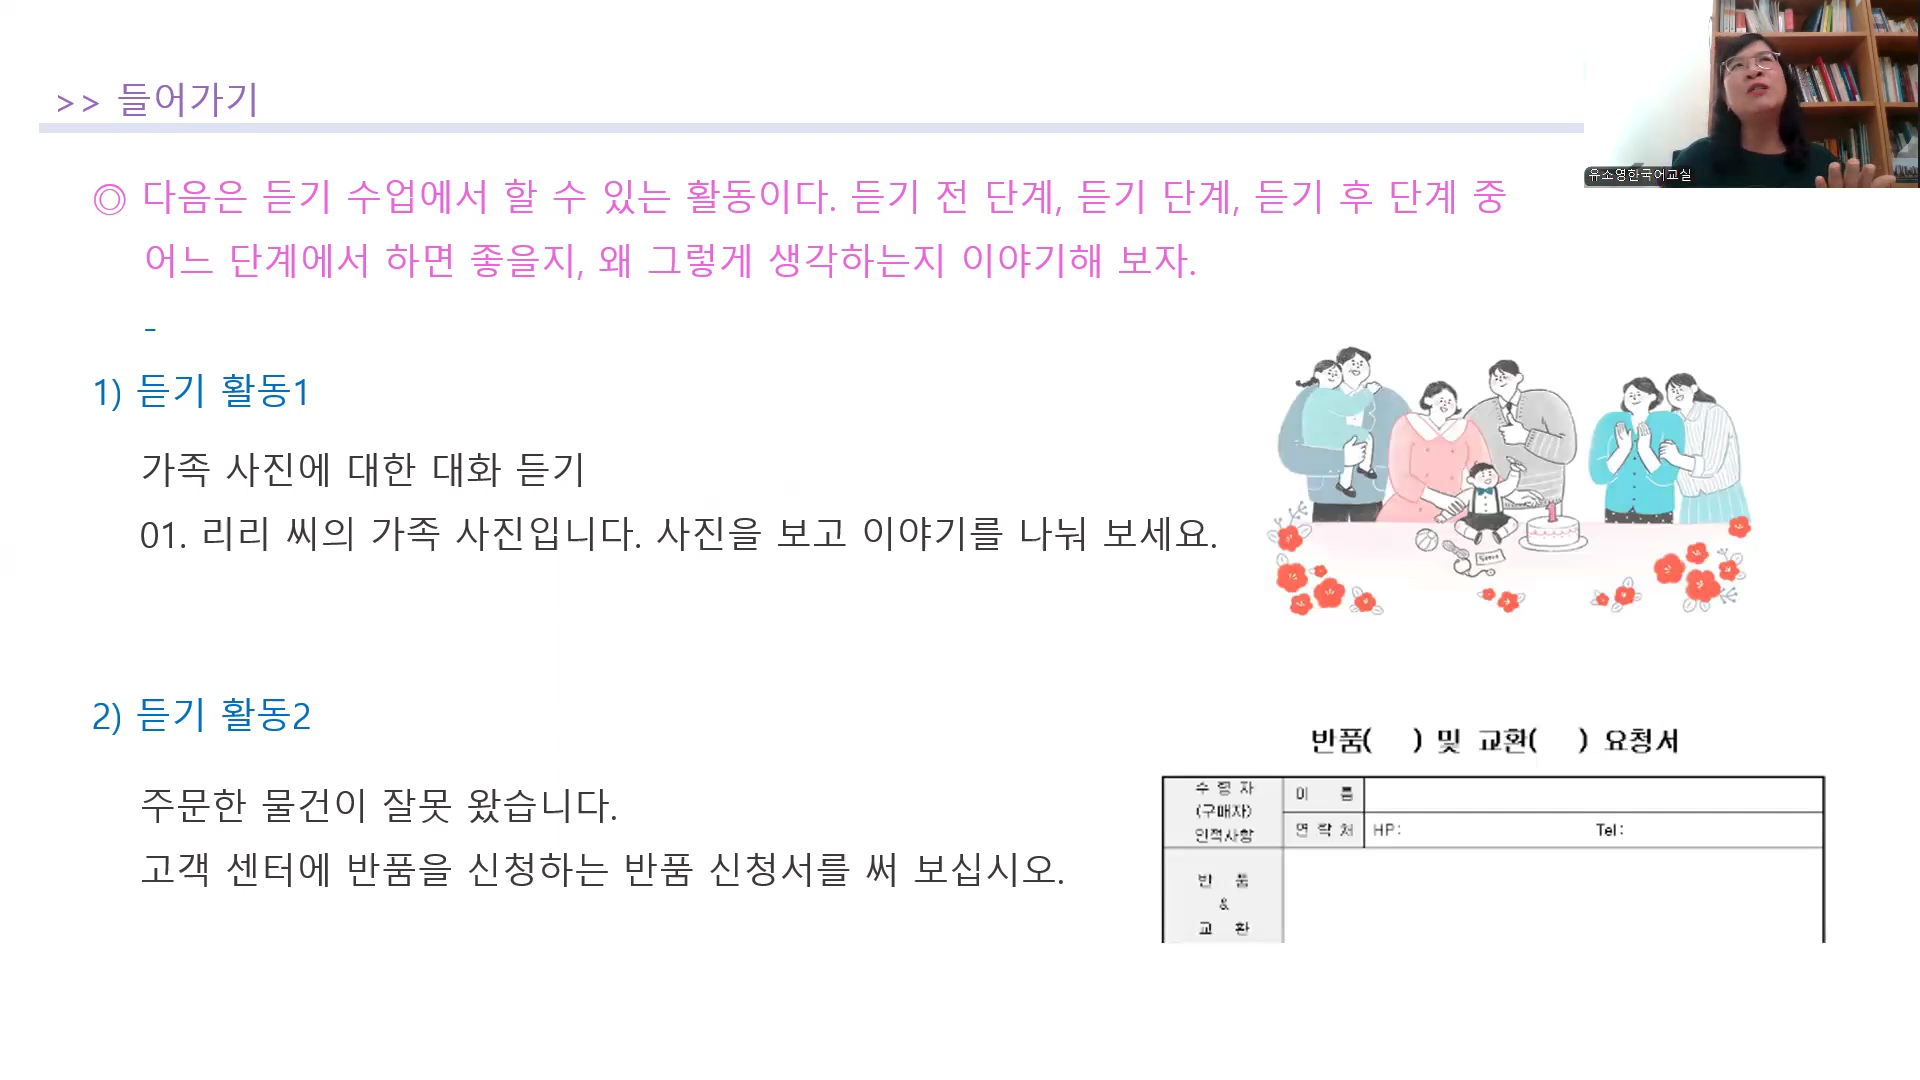 >> 들어가기
유소영한국어교실
◎ 다음은 듣기 수업에서 할 수 있는 활동이다. 듣기 전 단계, 듣기 단계, 듣기 후 단계 중
어느 단계에서 하면 좋을지, 왜 그렇게 생각하는지 이야기해 보자.
-
1) 듣기 활동1
가족 사진에 대한 대화 듣기
01. 리리 씨의 가족 사진입니다. 사진을 보고 이야기를 나눠 보세요.
2) 듣기 활동2
주문한 물건이 잘못 왔습니다.
고객 센터에 반품을 신청하는 반품 신청서를 써 보십시오.
반품( ) 및 교환( ) 요청서
수 령 자
(구매자)
인적사항
이 름
연 락 처 HP: Tel:
반 품
&
교 환